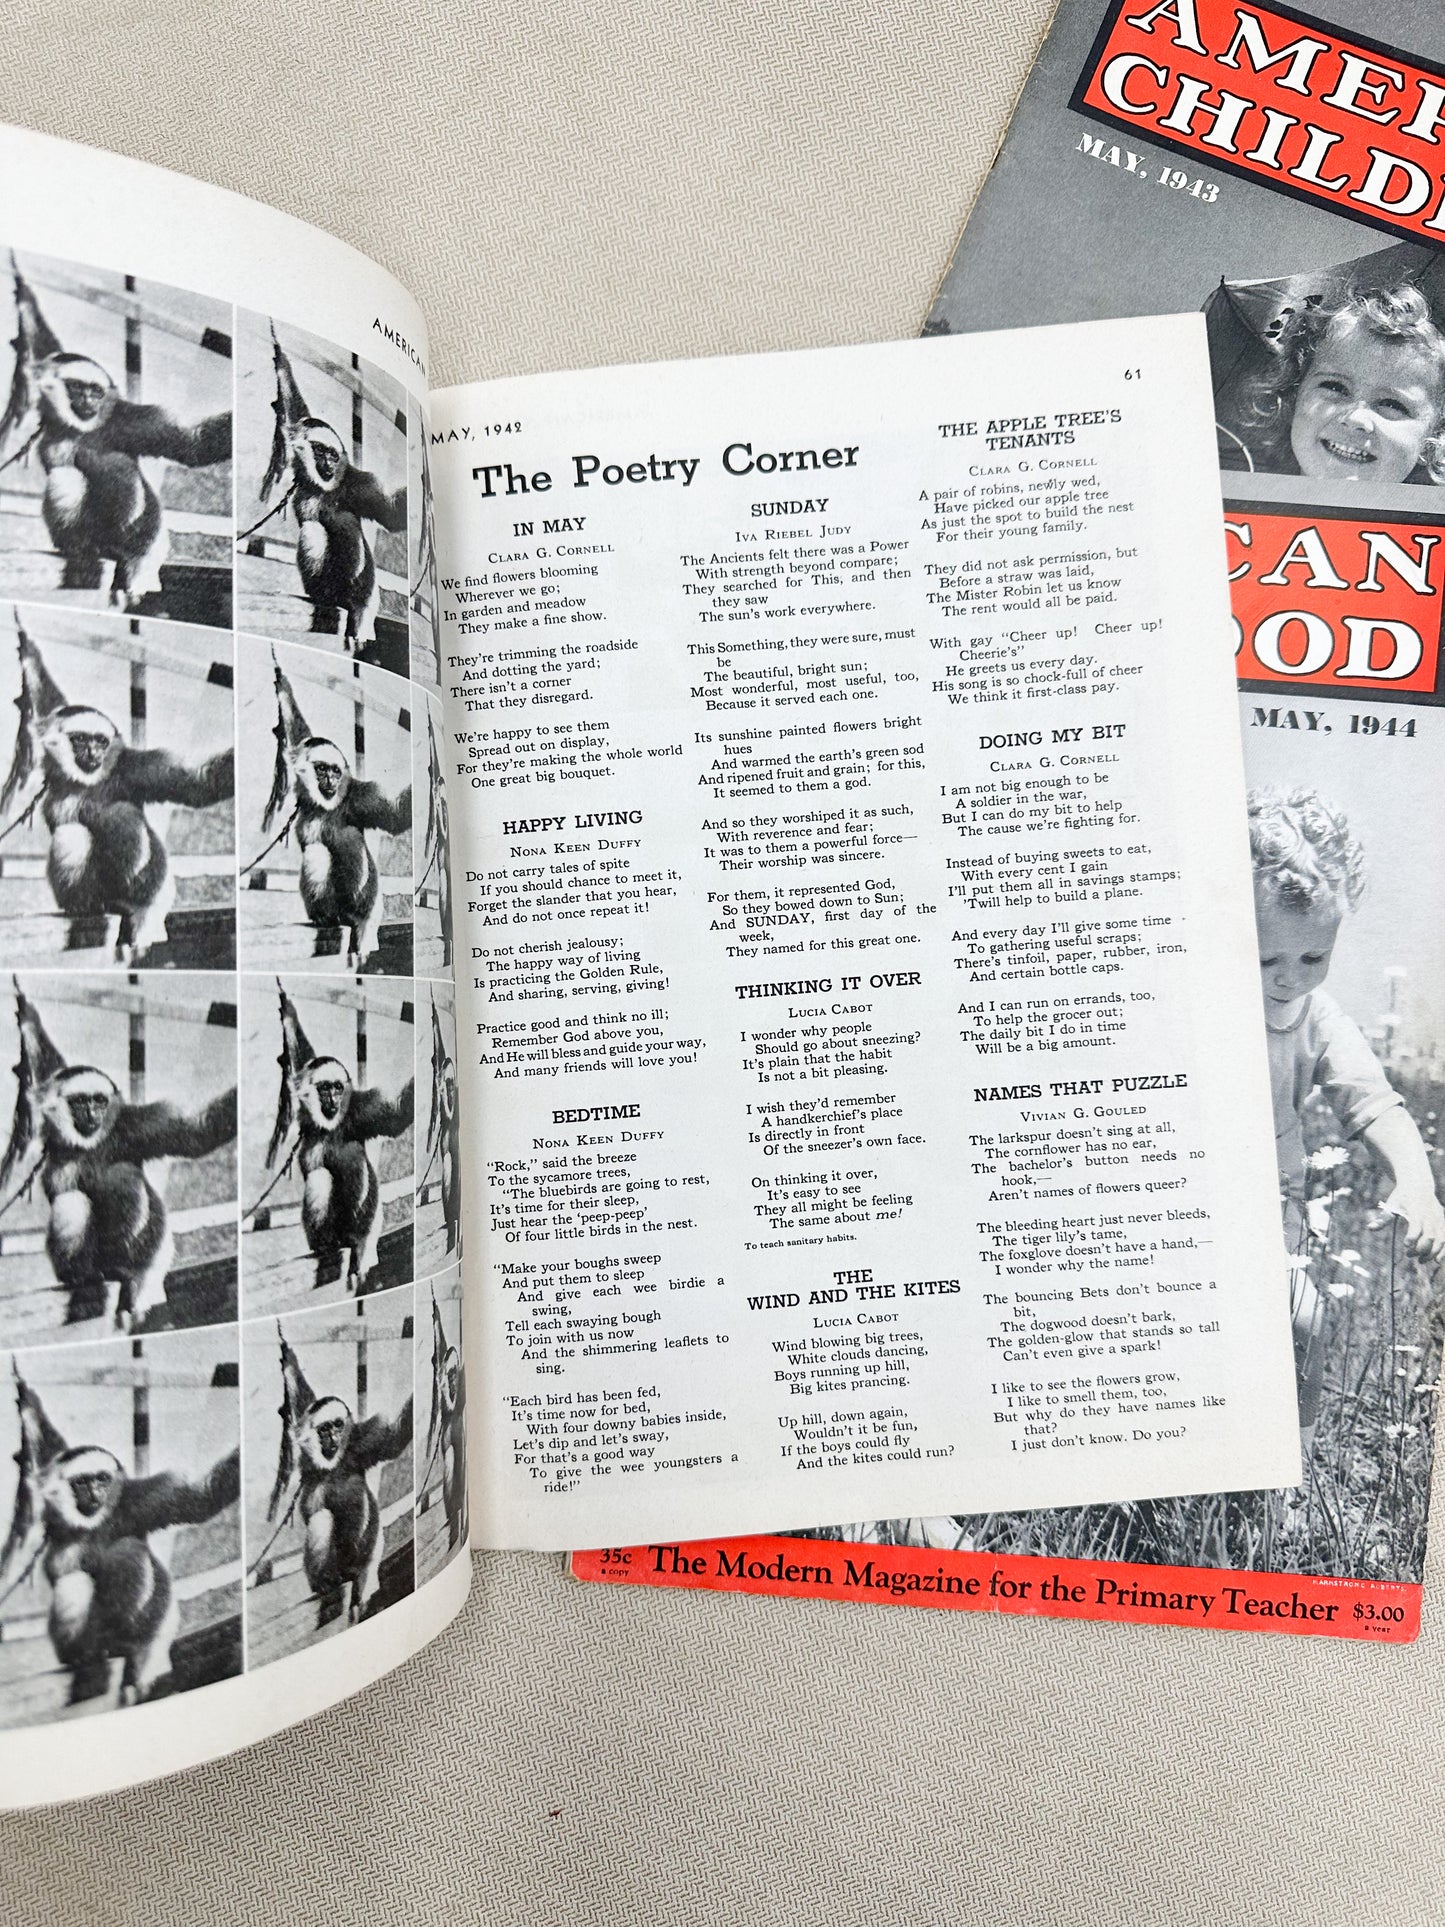 AMERICAN
MAY, 1942
61
The Poetry Corner
IN MAY
CLARA G. CORNELL
We find flowers blooming
Wherever we go;
In garden and meadow
They make a fine show.
They're trimming the roadside
And dotting the yard;
There isn't a corner
That they disregard.
We're happy to see them
Spread out on display,
For they're making the whole world
One great big bouquet.
HAPPY LIVING
NONA KEEN DUFFY
Do not carry tales of spite
If you should chance to meet it,
Forget the slander that you hear,
And do not once repeat it!
Do not cherish jealousy;
The happy way of living
Is practicing the Golden Rule,
And sharing, serving, giving!
Practice good and think no ill;
Remember God above you,
And He will bless and guide your way,
And many friends will love you!
BEDTIME
NONA KEEN DUFFY
"Rock," said the breeze
To the sycamore trees,
"The bluebirds are going to rest,
It's time for their sleep,
Just hear the 'peep-peep'
Of four little birds in the nest.
"Make your boughs sweep
And put them to sleep
And give each wee birdie a
swing,
Tell each swaying bough
To join with us now
And the shimmering leaflets to
sing.
"Each bird has been fed,
It's time now for bed,
With four downy babies inside,
Let's dip and let's sway,
For that's a good way
To give the wee youngsters a
ride!"
SUNDAY
IVA RIEBEL JUDY
The Ancients felt there was a Power
With strength beyond compare;
They searched for This, and then
they saw
The sun's work everywhere.
This Something, they were sure, must
be
The beautiful, bright sun;
Most wonderful, most useful, too,
Because it served each one.
Its sunshine painted flowers bright
hues
And warmed the earth's green sod
And ripened fruit and grain; for this,
It seemed to them a god.
And so they worshiped it as such,
With reverence and fear;
It was to them a powerful force—
Their worship was sincere.
For them, it represented God,
So they bowed down to Sun;
And SUNDAY, first day of the
week,
They named for this great one.
THINKING IT OVER
LUCIA CABOT
I wonder why people
Should go about sneezing?
It's plain that the habit
Is not a bit pleasing.
I wish they'd remember
A handkerchief's place
Is directly in front
Of the sneezer's own face.
On thinking it over,
It's easy to see
They all might be feeling
The same about me!
To teach sanitary habits.
THE
WIND AND THE KITES
LUCIA CABOT
Wind blowing big trees,
White clouds dancing,
Boys running up hill,
Big kites prancing.
Up hill, down again,
Wouldn't it be fun,
If the boys could fly
And the kites could run?
THE APPLE TREE'S
TENANTS
CLARA G. CORNELL
A pair of robins, newly wed,
Have picked our apple tree
As just the spot to build the nest
For their young family.
They did not ask permission, but
Before a straw was laid,
The Mister Robin let us know
The rent would all be paid.
With gay "Cheer up! Cheer up!
Cheerie's"
He greets us every day.
His song is so chock-full of cheer
We think it first-class pay.
DOING MY BIT
CLARA G. CORNELL
I am not big enough to be
A soldier in the war,
But I can do my bit to help
The cause we're fighting for.
Instead of buying sweets to eat,
With every cent I gain
I'll put them all in savings stamps;
'Twill help to build a plane.
And every day I'll give some time
To gathering useful scraps;
There's tinfoil, paper, rubber, iron,
And certain bottle caps.
And I can run on errands, too,
To help the grocer out;
The daily bit I do in time
Will be a big amount.
NAMES THAT PUZZLE
VIVIAN G. GOULED
The larkspur doesn't sing at all,
The cornflower has no ear,
The bachelor's button needs no
hook,—
Aren't names of flowers queer?
The bleeding heart just never bleeds,
The tiger lily's tame,
The foxglove doesn't have a hand,—
I wonder why the name!
The bouncing Bets don't bounce a
bit,
The dogwood doesn't bark,
The golden-glow that stands so tall
Can't even give a spark!
I like to see the flowers grow,
I like to smell them, too,
But why do they have names like
that?
I just don't know. Do you?
AMER
CHILD
MAY, 1943
CAN
OOD
MAY, 1944
35c
a copy
The Modern Magazine for the Primary Teacher
$3.00
a year
H. ARMSTRONG ROBERTS